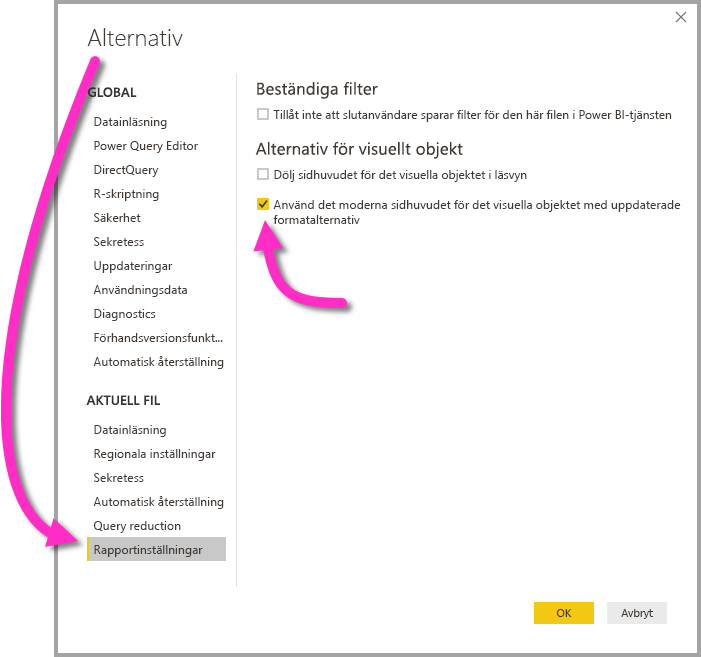 Alternativ
GLOBAL
Datainläsning
Power Query Editor
DirectQuery
R-skriptning
Säkerhet
Sekretess
Uppdateringar
Användningsdata
Diagnostics
Förhandsversionsfunkt...
Automatisk återställning
AKTUELL FIL
Datainläsning
Regionala inställningar
Sekretess
Automatisk återställning
Query reduction
Rapportinställningar
Beständiga filter
Tillåt inte att slutanvändare sparar filter för den här filen i Power BI-tjänsten
Alternativ för visuellt objekt
Dölj sidhuvudet för det visuella objektet i läsvyn
Använd det moderna sidhuvudet för det visuella objektet med uppdaterade
formatalternativ
OK
Avbryt